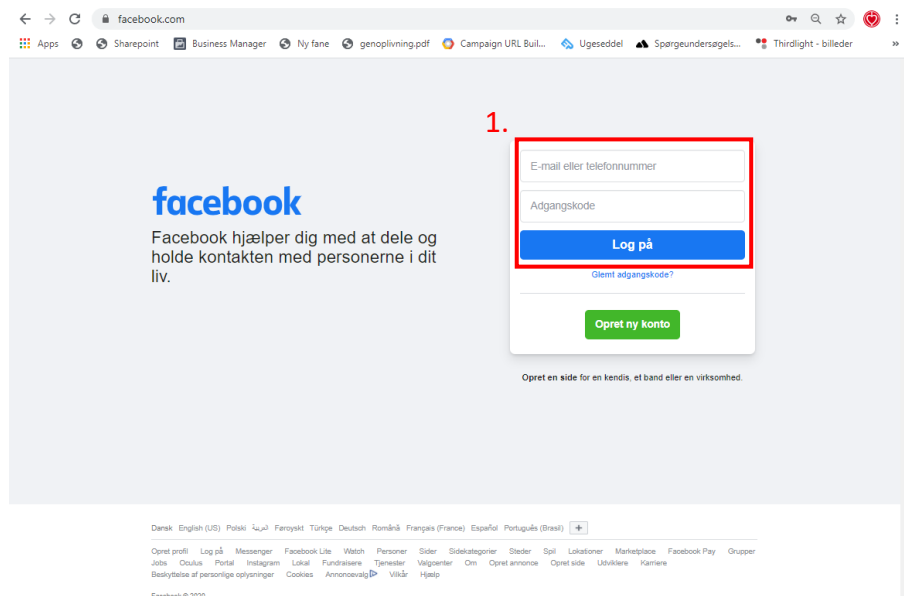 facebook.com
Apps Sharepoint Business Manager Ny fane genoplivning.pdf Campaign URL Buil... Ugeseddel Spørgeundersøgels... Thirdlight - billeder »
1.
E-mail eller telefonnummer
Adgangskode
Log på
Glemt adgangskode?
Opret ny konto
Opret en side for en kendis, et band eller en virksomhed.
facebook
Facebook hjælper dig med at dele og
holde kontakten med personerne i dit
liv.
Dansk English (US) Polski العربية Føroyskt Türkçe Deutsch Română Français (France) Español Português (Brasil) +
Opret profil Log på Messenger Facebook Lite Watch Personer Sider Sidekategorier Steder Spil Lokationer Marketplace Facebook Pay Grupper
Jobs Oculus Portal Instagram Lokal Fundraisere Tjenester Valgcenter Om Opret annonce Opret side Udviklere Karriere
Beskyttelse af personlige oplysninger Cookies Annoncevalg Vilkår Hjælp
Facebook © 2020